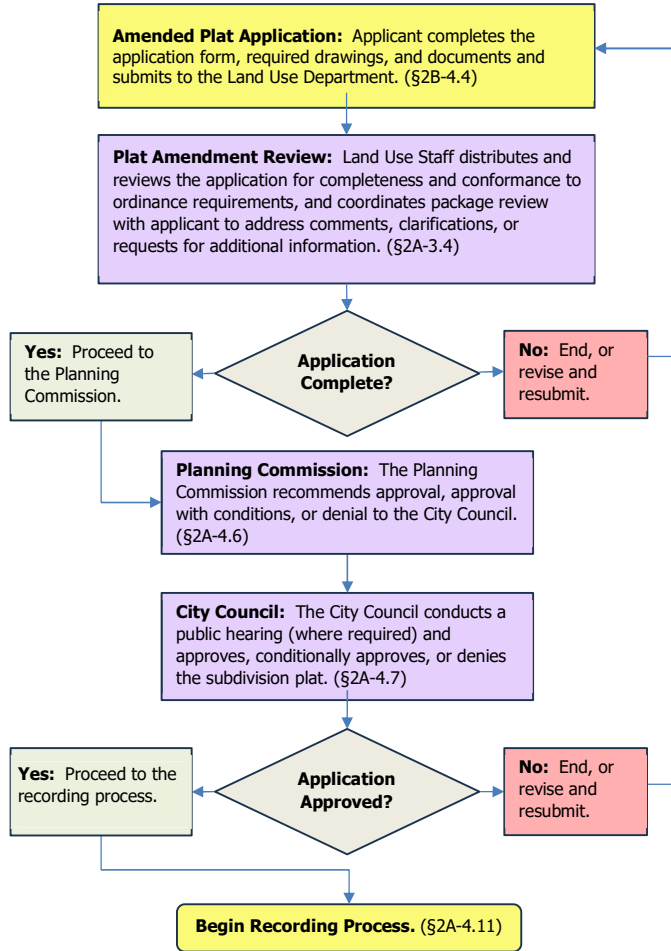 Amended Plat Application: Applicant completes the
application form, required drawings, and documents and
submits to the Land Use Department. (§2B-4.4)
Plat Amendment Review: Land Use Staff distributes and
reviews the application for completeness and conformance to
ordinance requirements, and coordinates package review
with applicant to address comments, clarifications, or
requests for additional information. (§2A-3.4)
Application
Complete?
Yes: Proceed to
the Planning
Commission.
No: End, or
revise and
resubmit.
Planning Commission: The Planning
Commission recommends approval, approval
with conditions, or denial to the City Council.
(§2A-4.6)
City Council: The City Council conducts a
public hearing (where required) and
approves, conditionally approves, or denies
the subdivision plat. (§2A-4.7)
Application
Approved?
Yes: Proceed to the
recording process.
No: End, or
revise and
resubmit.
Begin Recording Process. (§2A-4.11)